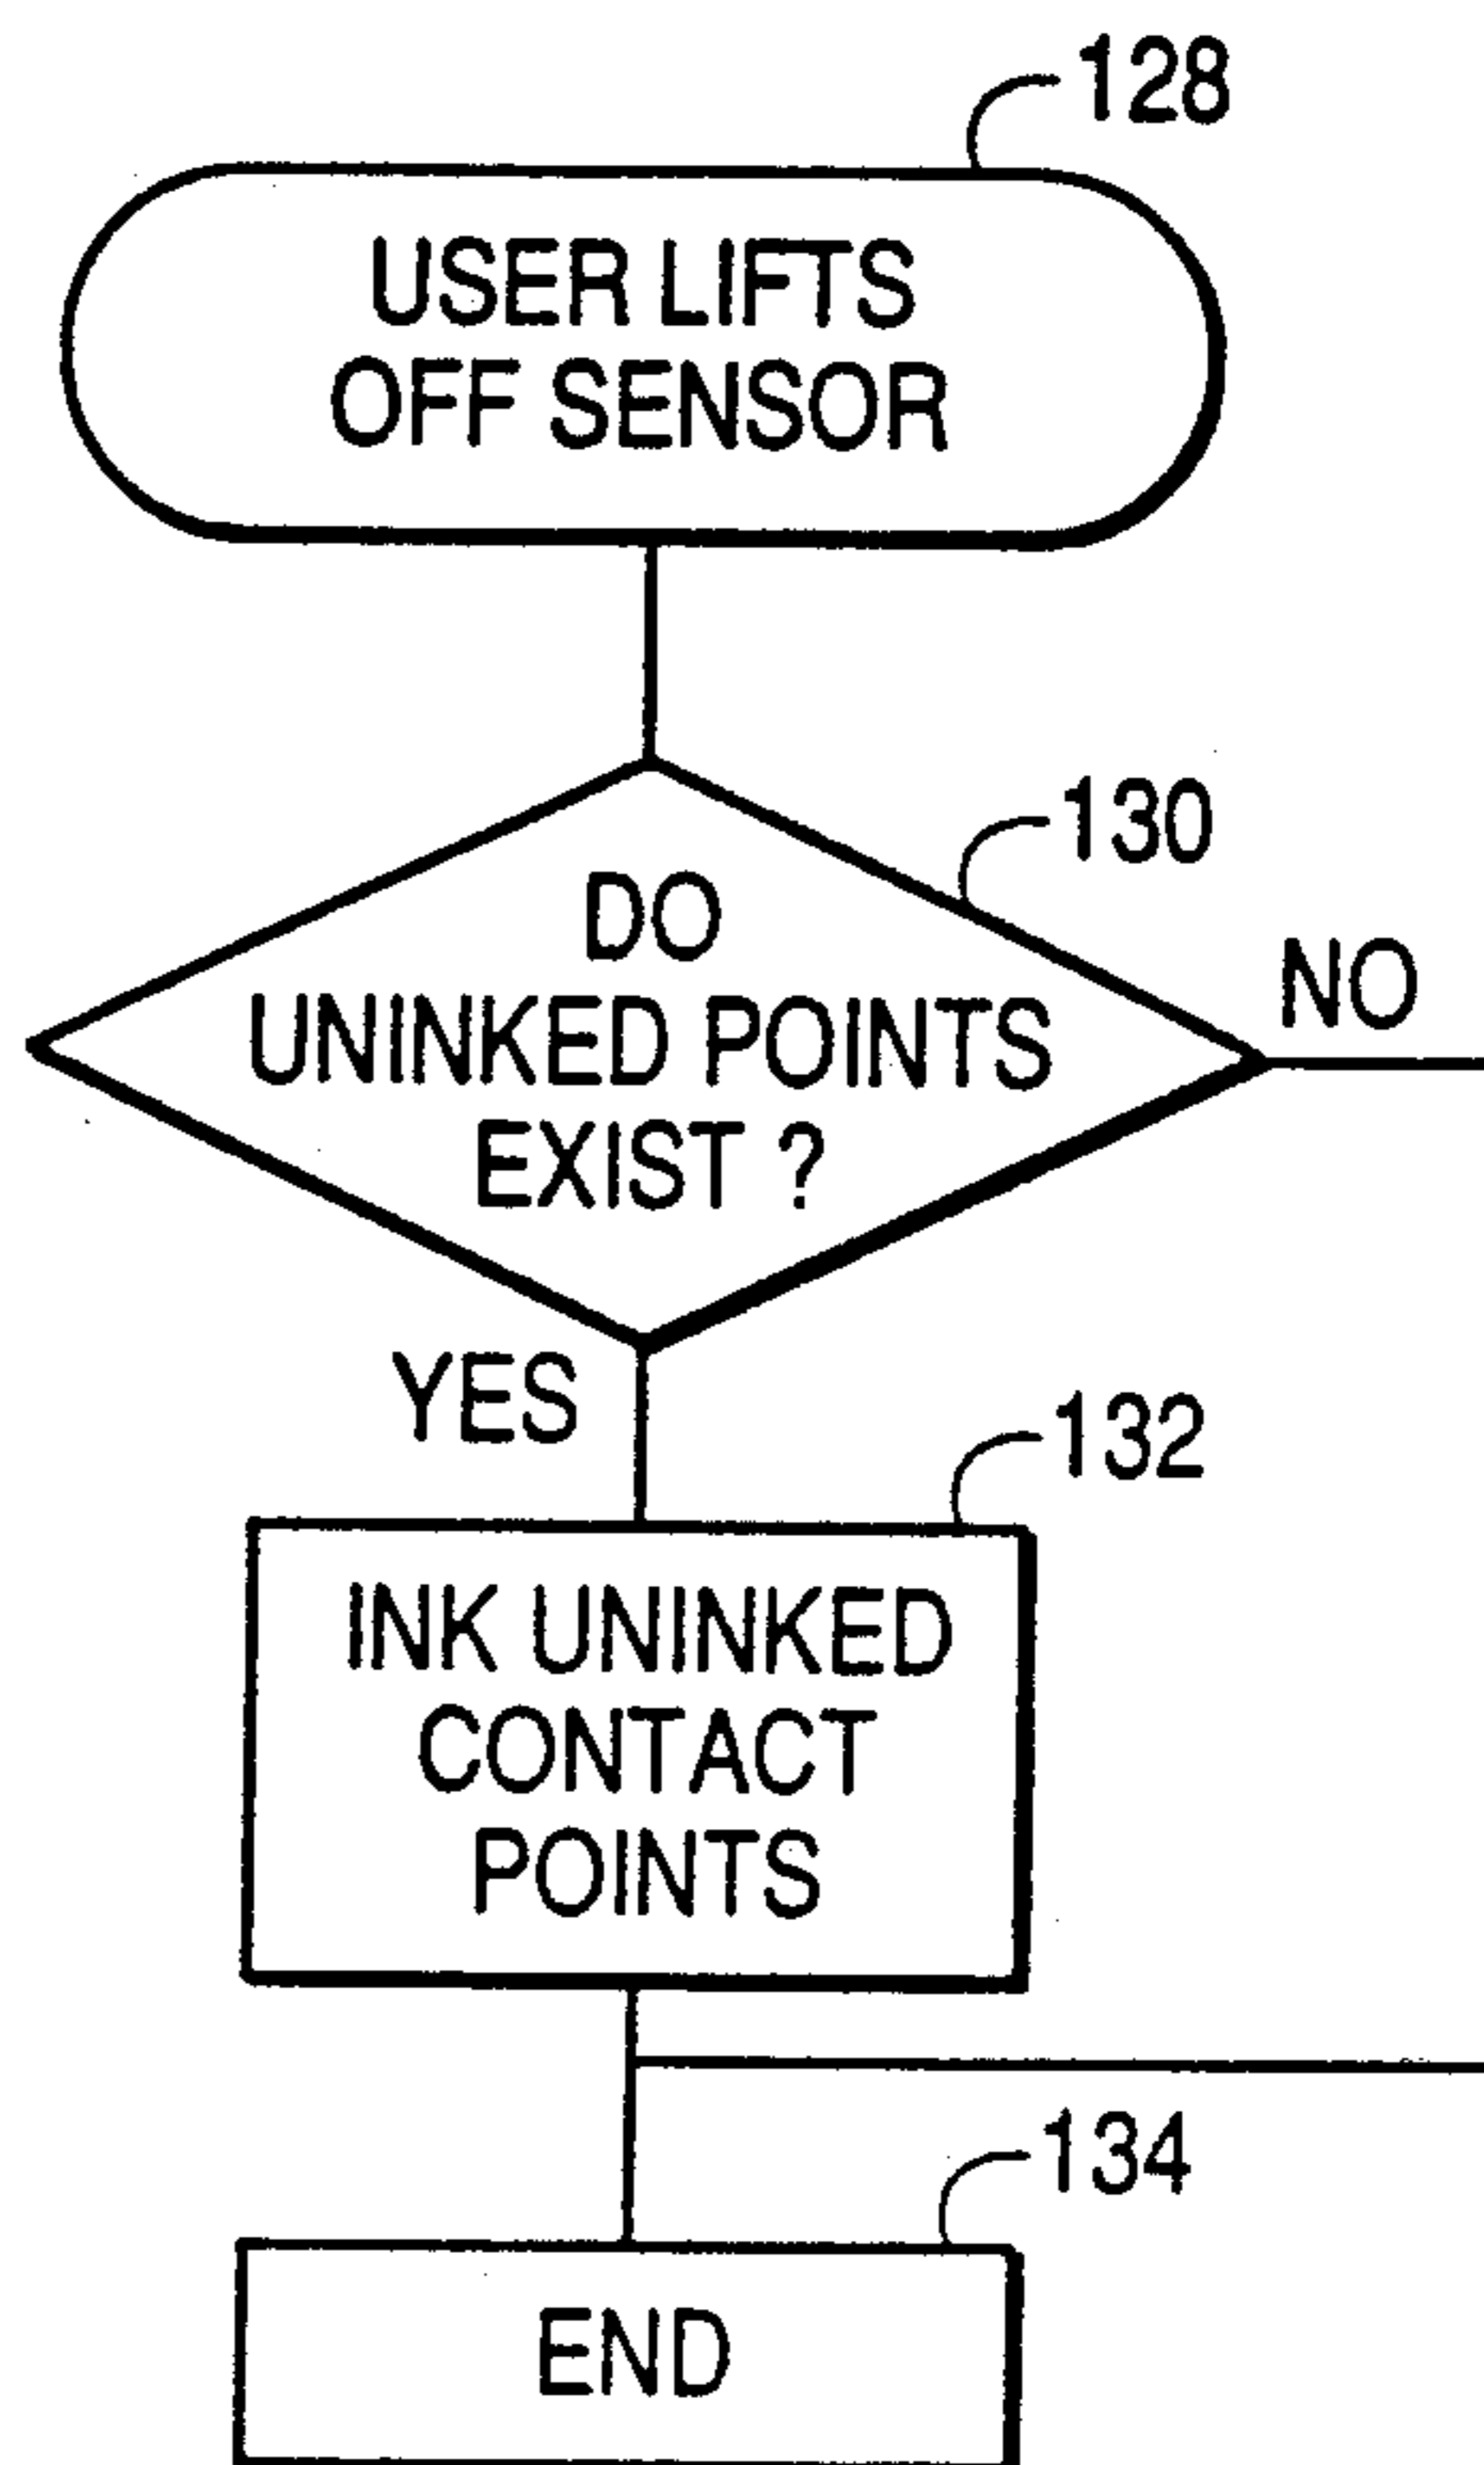 128
USER LIFTS
OFF SENSOR
130
DO
UNINKED POINTS
EXIST ?
NO
YES
132
INK UNINKED
CONTACT
POINTS
134
END